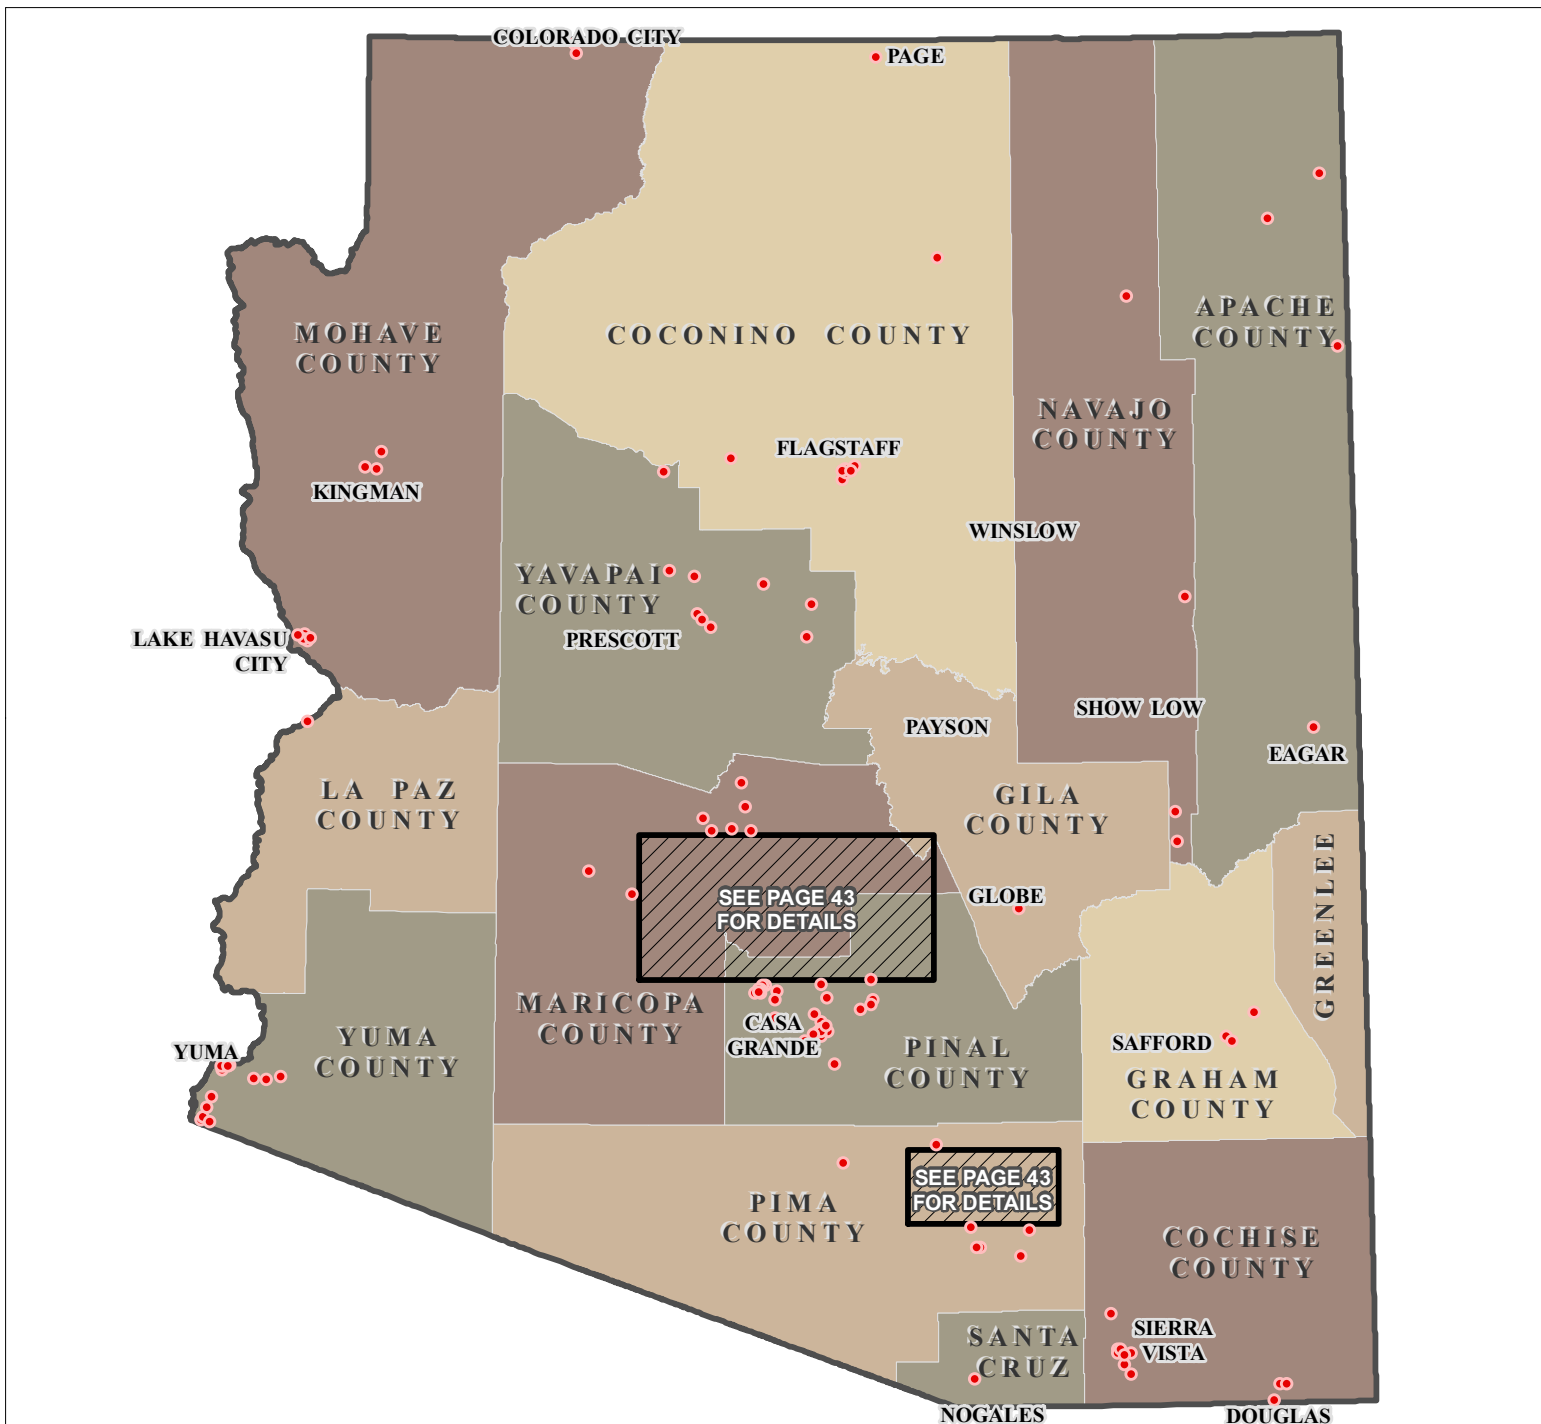 COLORADO CITY
PAGE
MOHAVE
COUNTY
COCONINO COUNTY
APACHE
COUNTY
NAVAJO
COUNTY
FLAGSTAFF
KINGMAN
WINSLOW
YAVAPAI
COUNTY
PRESCOTT
LAKE HAVASU
CITY
SHOW LOW
PAYSON
EAGAR
LA PAZ
COUNTY
GILA
COUNTY
GREENLEE
SEE PAGE 43
FOR DETAILS
GLOBE
MARICOPA
COUNTY
CASA
GRANDE
YUMA
YUMA
COUNTY
PINAL
COUNTY
SAFFORD
GRAHAM
COUNTY
SEE PAGE 43
FOR DETAILS
PIMA
COUNTY
COCHISE
COUNTY
SIERRA
VISTA
SANTA
CRUZ
NOGALES
DOUGLAS